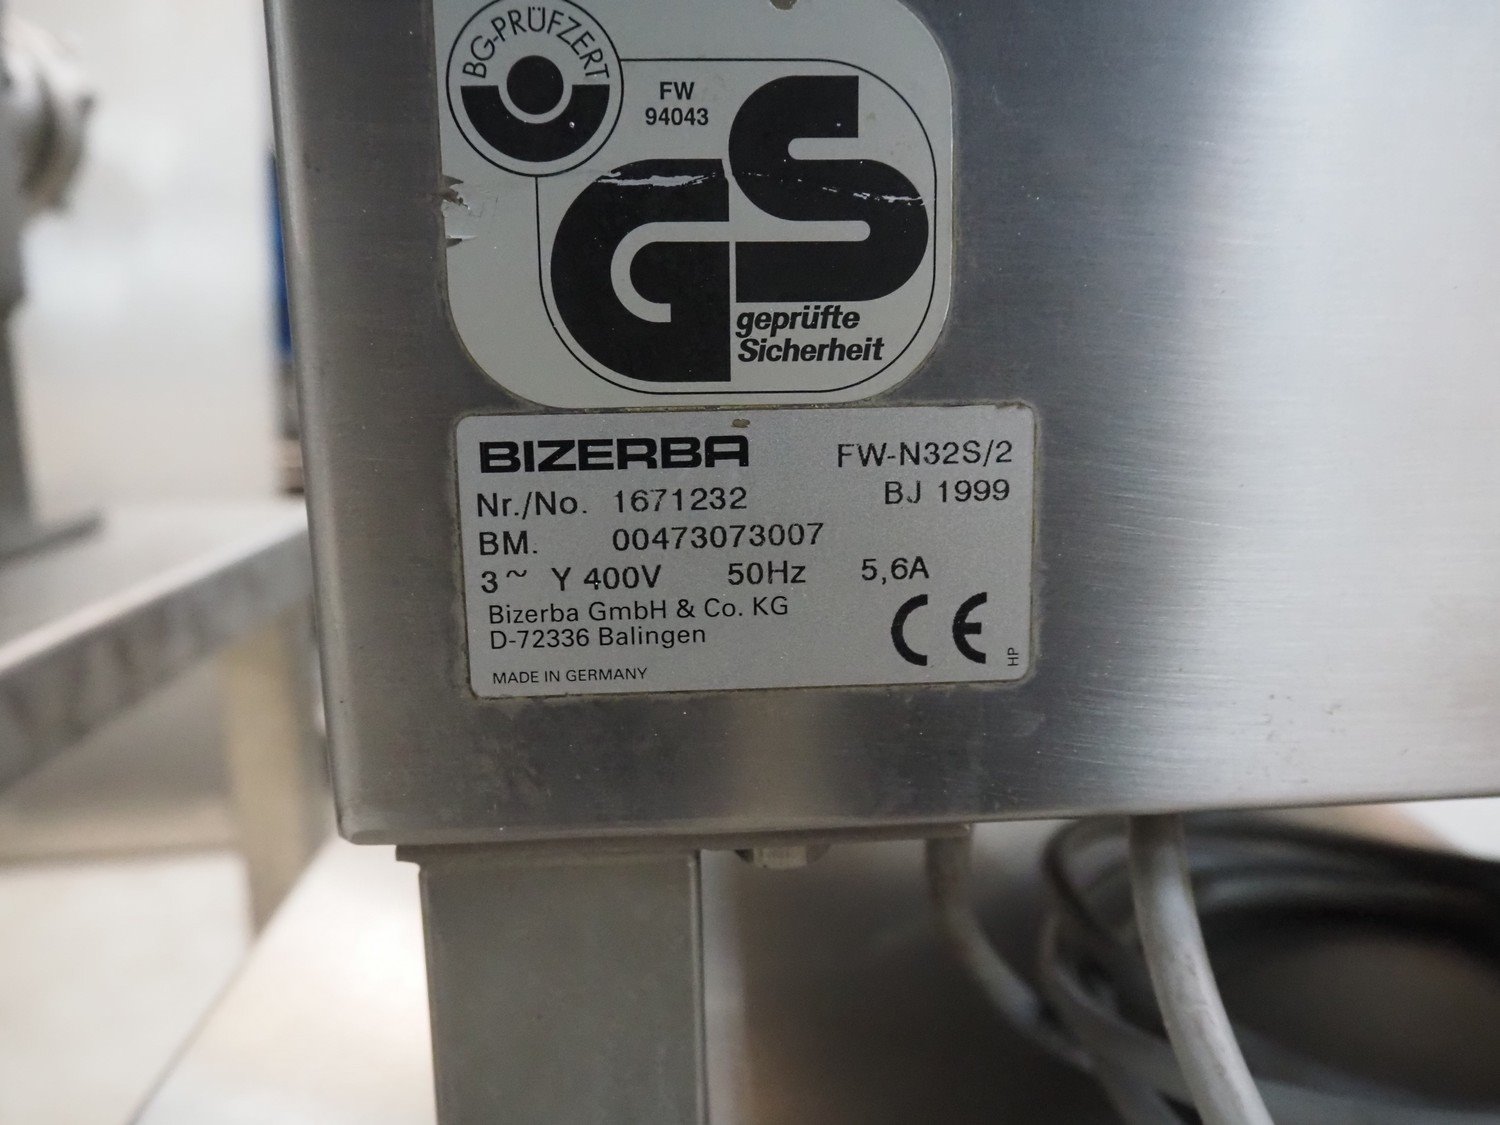 BG-PRÜFZERT
FW
94043
GS
geprüfte
Sicherheit
BIZERBA FW-N32S/2
Nr./No. 1671232 BJ 1999
BM. 00473073007
3~ Y 400V 50Hz 5,6A
Bizerba GmbH & Co. KG
D-72336 Balingen
CE
HP
MADE IN GERMANY